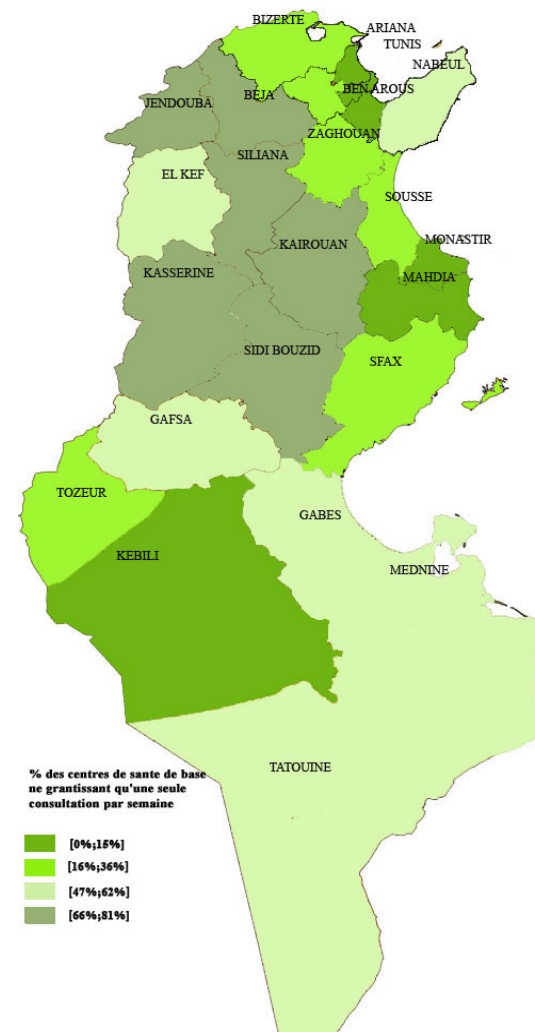 BIZERTE
ARIANA
TUNIS
NABEUL
BEJA
BEN AROUS
JENDOUBA
ZAGHOUAN
SILIANA
EL KEF
SOUSSE
KAIROUAN
MONASTIR
KASSERINE
MAHDIA
SIDI BOUZID
SFAX
GAFSA
TOZEUR
GABES
KEBILI
MEDNINE
TATOUINE
% des centres de sante de base
ne grantissant qu'une seule
consultation par semaine
[0%;15%]
[16%;36%]
[47%;62%]
[66%;81%]